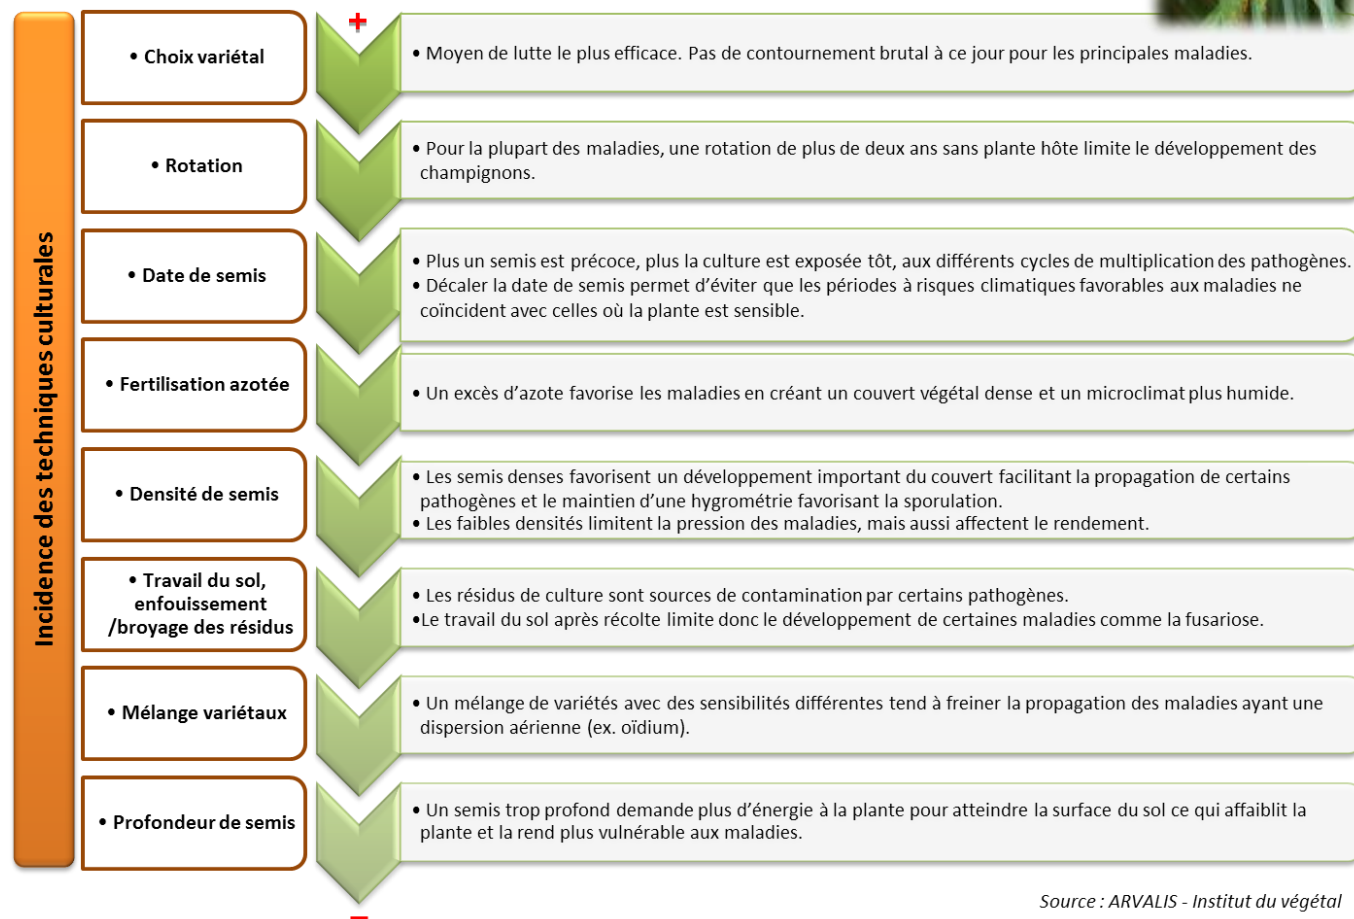 Incidence des techniques culturales
+
• Choix variétal
• Moyen de lutte le plus efficace. Pas de contournement brutal à ce jour pour les principales maladies.
• Rotation
• Pour la plupart des maladies, une rotation de plus de deux ans sans plante hôte limite le développement des
champignons.
• Date de semis
• Plus un semis est précoce, plus la culture est exposée tôt, aux différents cycles de multiplication des pathogènes.
• Décaler la date de semis permet d’éviter que les périodes à risques climatiques favorables aux maladies ne
coïncident avec celles où la plante est sensible.
• Fertilisation azotée
• Un excès d’azote favorise les maladies en créant un couvert végétal dense et un microclimat plus humide.
• Densité de semis
• Les semis denses favorisent un développement important du couvert facilitant la propagation de certains
pathogènes et le maintien d’une hygrométrie favorisant la sporulation.
• Les faibles densités limitent la pression des maladies, mais aussi affectent le rendement.
• Travail du sol,
enfouissement
/broyage des résidus
• Les résidus de culture sont sources de contamination par certains pathogènes.
•Le travail du sol après récolte limite donc le développement de certaines maladies comme la fusariose.
• Mélange variétaux
• Un mélange de variétés avec des sensibilités différentes tend à freiner la propagation des maladies ayant une
dispersion aérienne (ex. oïdium).
• Profondeur de semis
• Un semis trop profond demande plus d’énergie à la plante pour atteindre la surface du sol ce qui affaiblit la
plante et la rend plus vulnérable aux maladies.
–
Source : ARVALIS - Institut du végétal